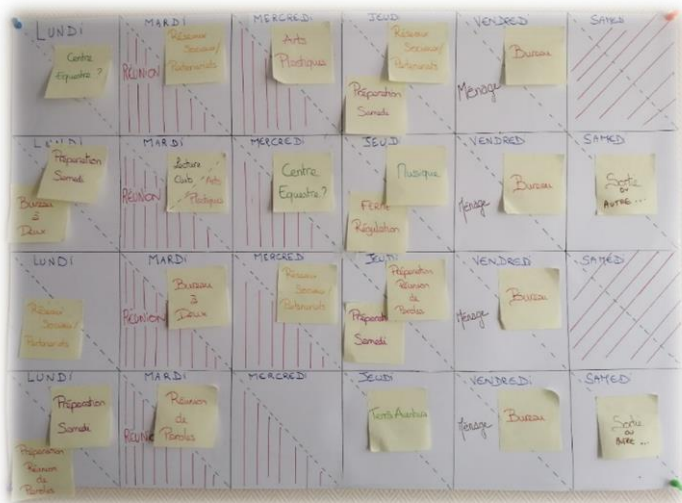 LUNDI
MARDI
MERCREDI
JEUDI
VENDREDI
SAMEDI
Centre
Equestre ?
RÉUNION
Réseaux
Sociaux/
Partenariats
Arts
Plastiques
Réseaux
Sociaux/
Partenariats
Préparation
Samedi
Ménage
Bureau
LUNDI
MARDI
MERCREDI
JEUDI
VENDREDI
SAMEDI
Préparation
Samedi
Bureau
à
Deux
RÉUNION
Lecture
Arts
Plastiques
Centre
Equestre ?
Musique
Régulation
Ménage
Bureau
Sortie
ou
AUTRE ...
LUNDI
MARDI
MERCREDI
JEUDI
VENDREDI
SAMEDI
Réseaux
Sociaux/
Partenariats
RÉUNION
Bureau
à
Deux
Réseaux
Sociaux/
Partenariats
Préparation
Réunion
de
Paroles
Préparation
Samedi
Ménage
Bureau
LUNDI
MARDI
MERCREDI
JEUDI
VENDREDI
SAMEDI
Préparation
Samedi
Préparation
Réunion
de
Paroles
RÉUNION
Réunion
de
Paroles
Ménage
Bureau
Sortie
ou
AUTRE ...